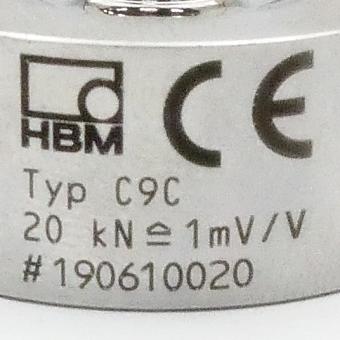 HBM CE
Typ C9C
20 kN ≙ 1mV/V
#190610020